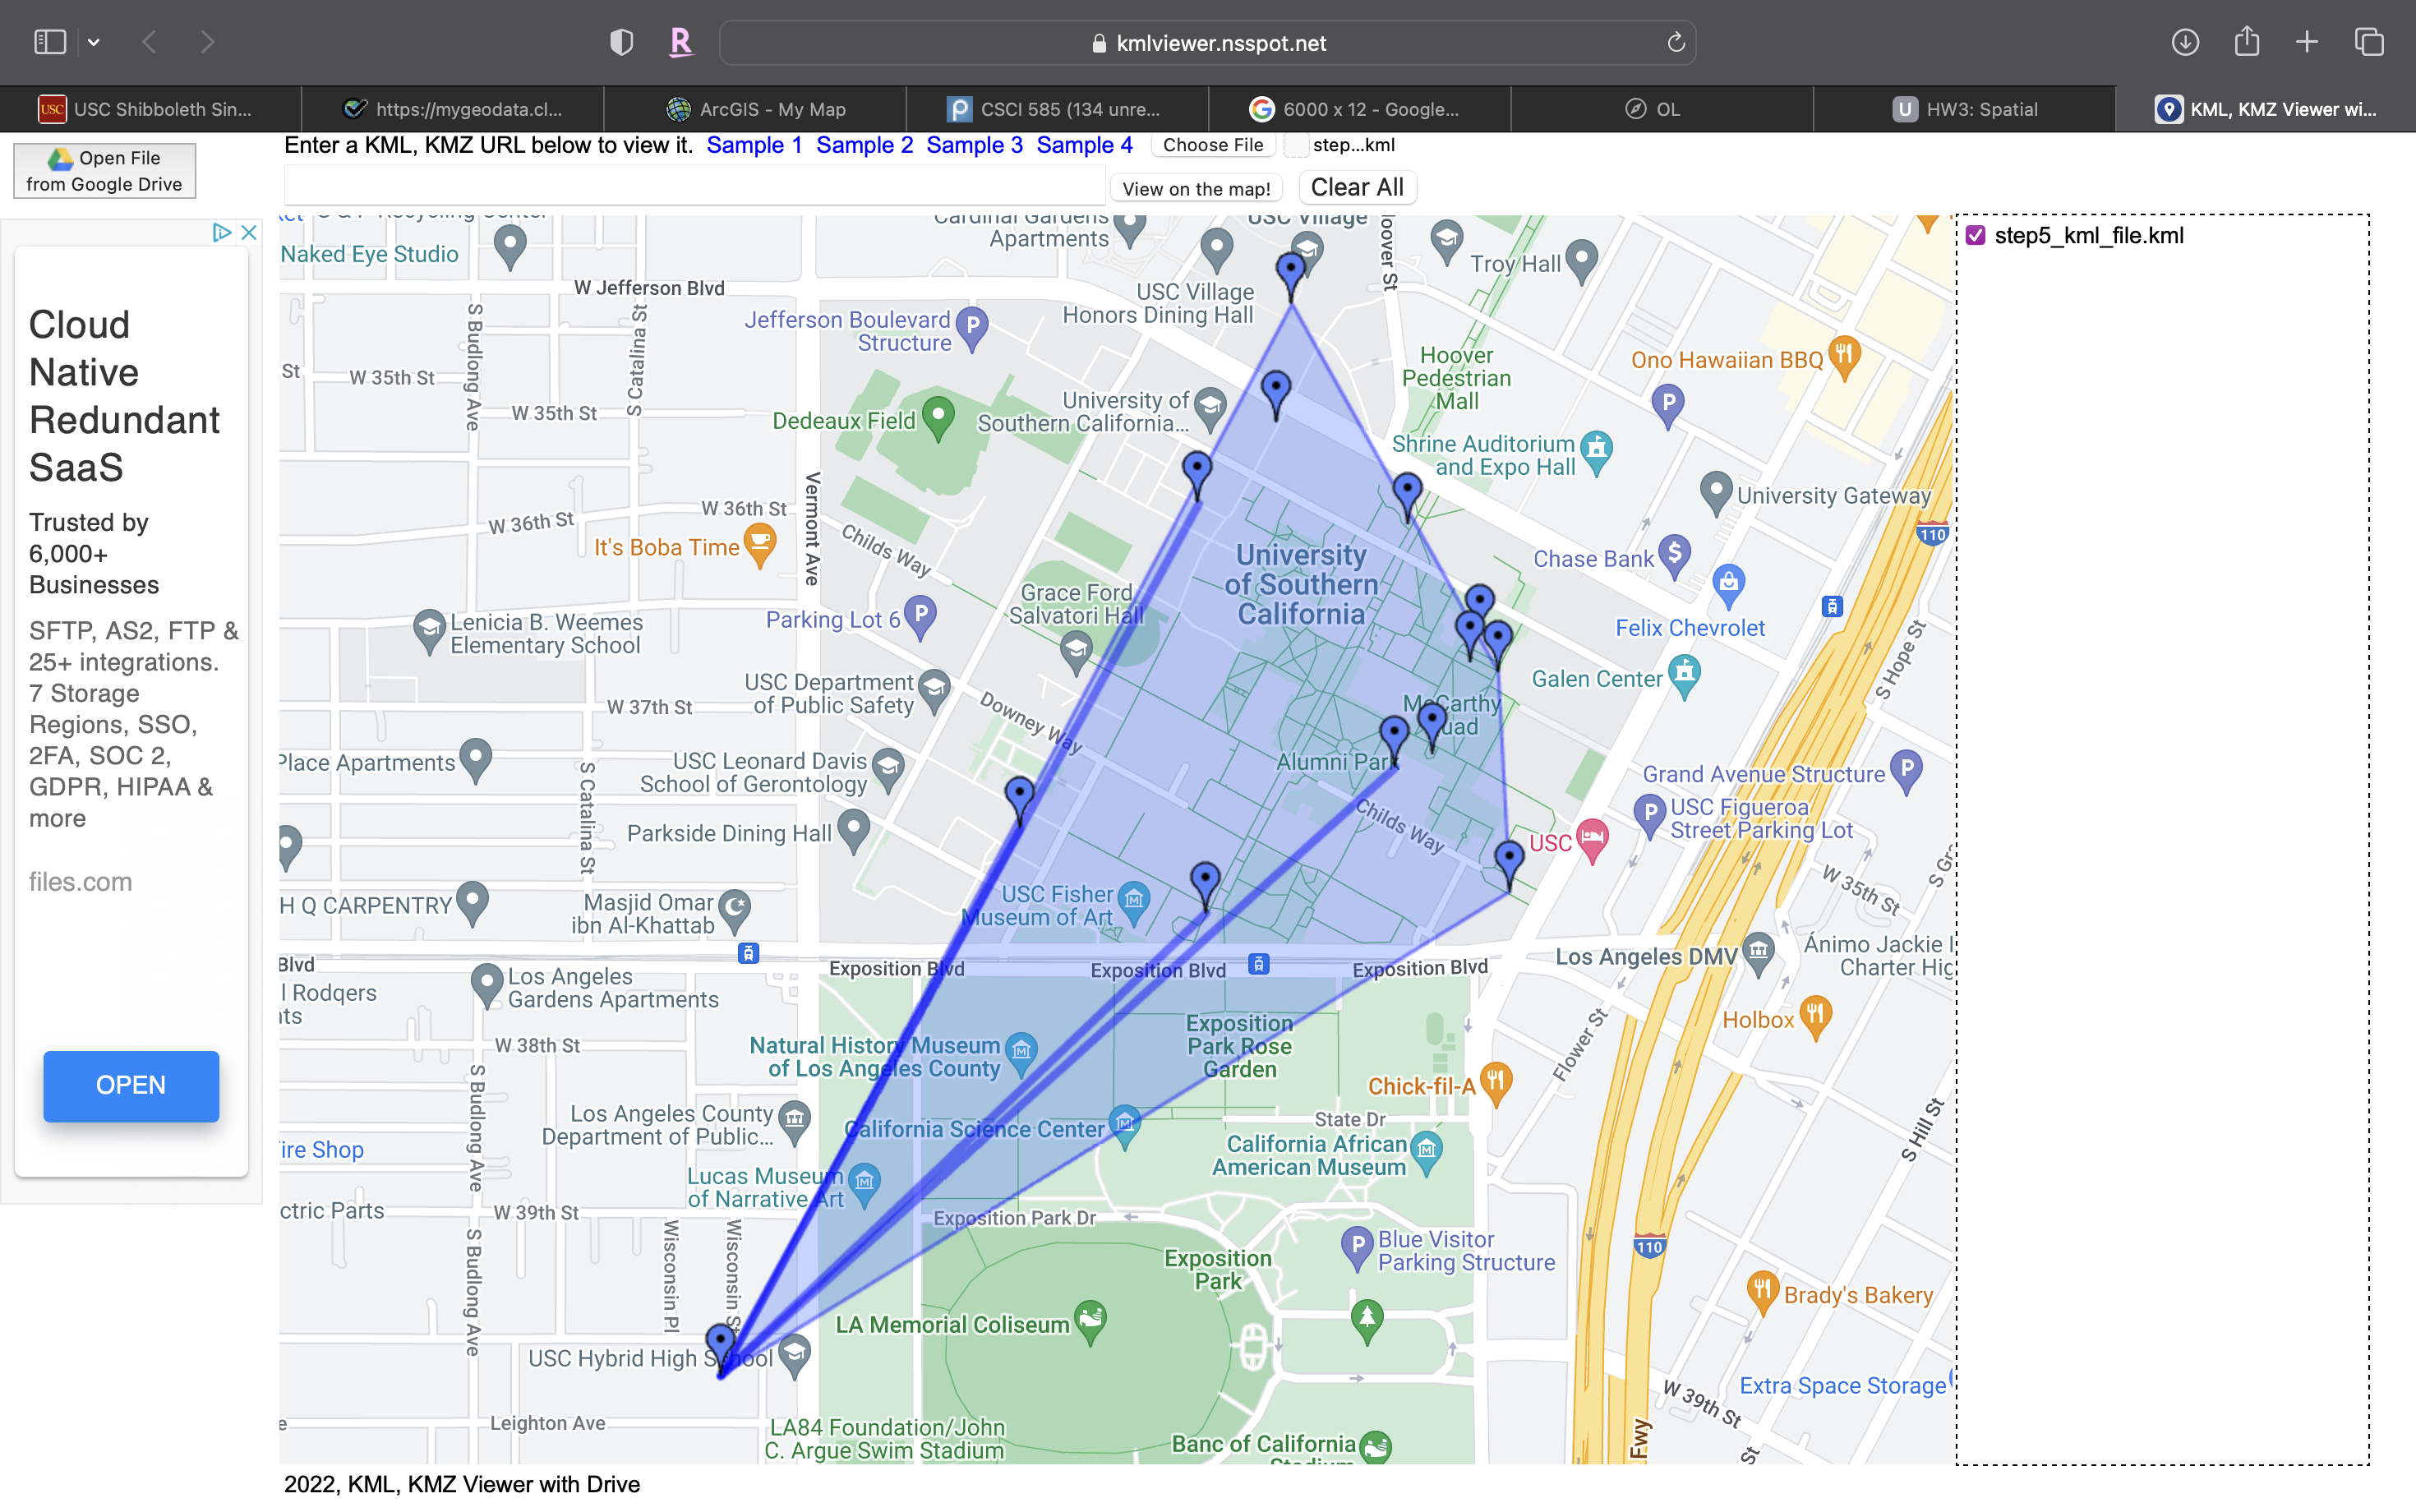 kmlviewer.nsspot.net
USC Shibboleth Sin...
https://mygeodata.cl...
ArcGIS - My Map
CSCI 585 (134 unre...
6000 x 12 - Google...
OL
HW3: Spatial
KML, KMZ Viewer wi...
Open File
from Google Drive
Enter a KML, KMZ URL below to view it. Sample 1 Sample 2 Sample 3 Sample 4
Choose File step...kml
View on the map!
Clear All
step5_kml_file.kml
Cloud
Native
Redundant
SaaS
Trusted by
6,000+
Businesses
SFTP, AS2, FTP &
25+ integrations.
7 Storage
Regions, SSO,
2FA, SOC 2,
GDPR, HIPAA &
more
files.com
OPEN
Cardinal Gardens
Apartments
USC Village
Naked Eye Studio
Troy Hall
W Jefferson Blvd
USC Village
Honors Dining Hall
Jefferson Boulevard
Structure
S Budlong Ave
S Catalina St
Hoover
Pedestrian
Mall
Ono Hawaiian BBQ
St
W 35th St
W 35th St
Dedeaux Field
University of
Southern California...
Shrine Auditorium
and Expo Hall
University Gateway
110
Vermont Ave
W 36th St
W 36th St
It's Boba Time
Childs Way
University
of Southern
California
Chase Bank
Grace Ford
Salvatori Hall
Parking Lot 6
Felix Chevrolet
Lenicia B. Weemes
Elementary School
S Hope St
Galen Center
USC Department
of Public Safety
W 37th St
Downey Way
Alumni Park
Place Apartments
S Catalina St
USC Leonard Davis
School of Gerontology
Grand Avenue Structure
USC Figueroa
Street Parking Lot
Childs Way
Parkside Dining Hall
USC
W 35th St
H Q CARPENTRY
Masjid Omar
ibn Al-Khattab
USC Fisher
Museum of Art
Blvd
Exposition Blvd
Exposition Blvd
Exposition Blvd
Los Angeles DMV
Ánimo Jackie
Charter Hig
Los Angeles
Gardens Apartments
Holbox
W 38th St
Natural History Museum
of Los Angeles County
Exposition
Park Rose
Garden
Flower St
Chick-fil-A
S Budlong Ave
Los Angeles County
Department of Public...
California Science Center
State Dr
California African
American Museum
S Hill St
ire Shop
Lucas Museum
of Narrative Art
ctric Parts
W 39th St
Exposition Park Dr
Wisconsin Pl
Wisconsin St
S Budlong Ave
Exposition
Park
Blue Visitor
Parking Structure
110
Brady's Bakery
LA Memorial Coliseum
USC Hybrid High School
Extra Space Storage
W 39th St
Leighton Ave
LA84 Foundation/John
C. Argue Swim Stadium
Banc of California
Stadium
Fwy
St
2022, KML, KMZ Viewer with Drive